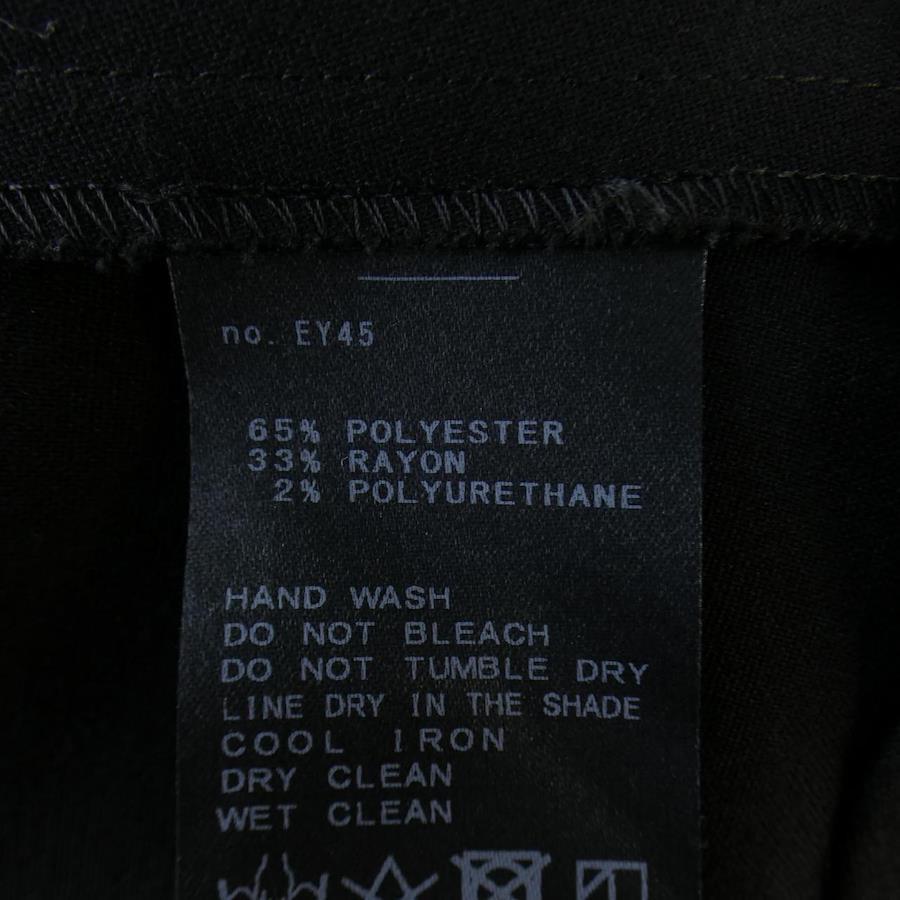 no. EY45
65% POLYESTER
33% RAYON
2% POLYURETHANE
HAND WASH
DO NOT BLEACH
DO NOT TUMBLE DRY
LINE DRY IN THE SHADE
COOL IRON
DRY CLEAN
WET CLEAN